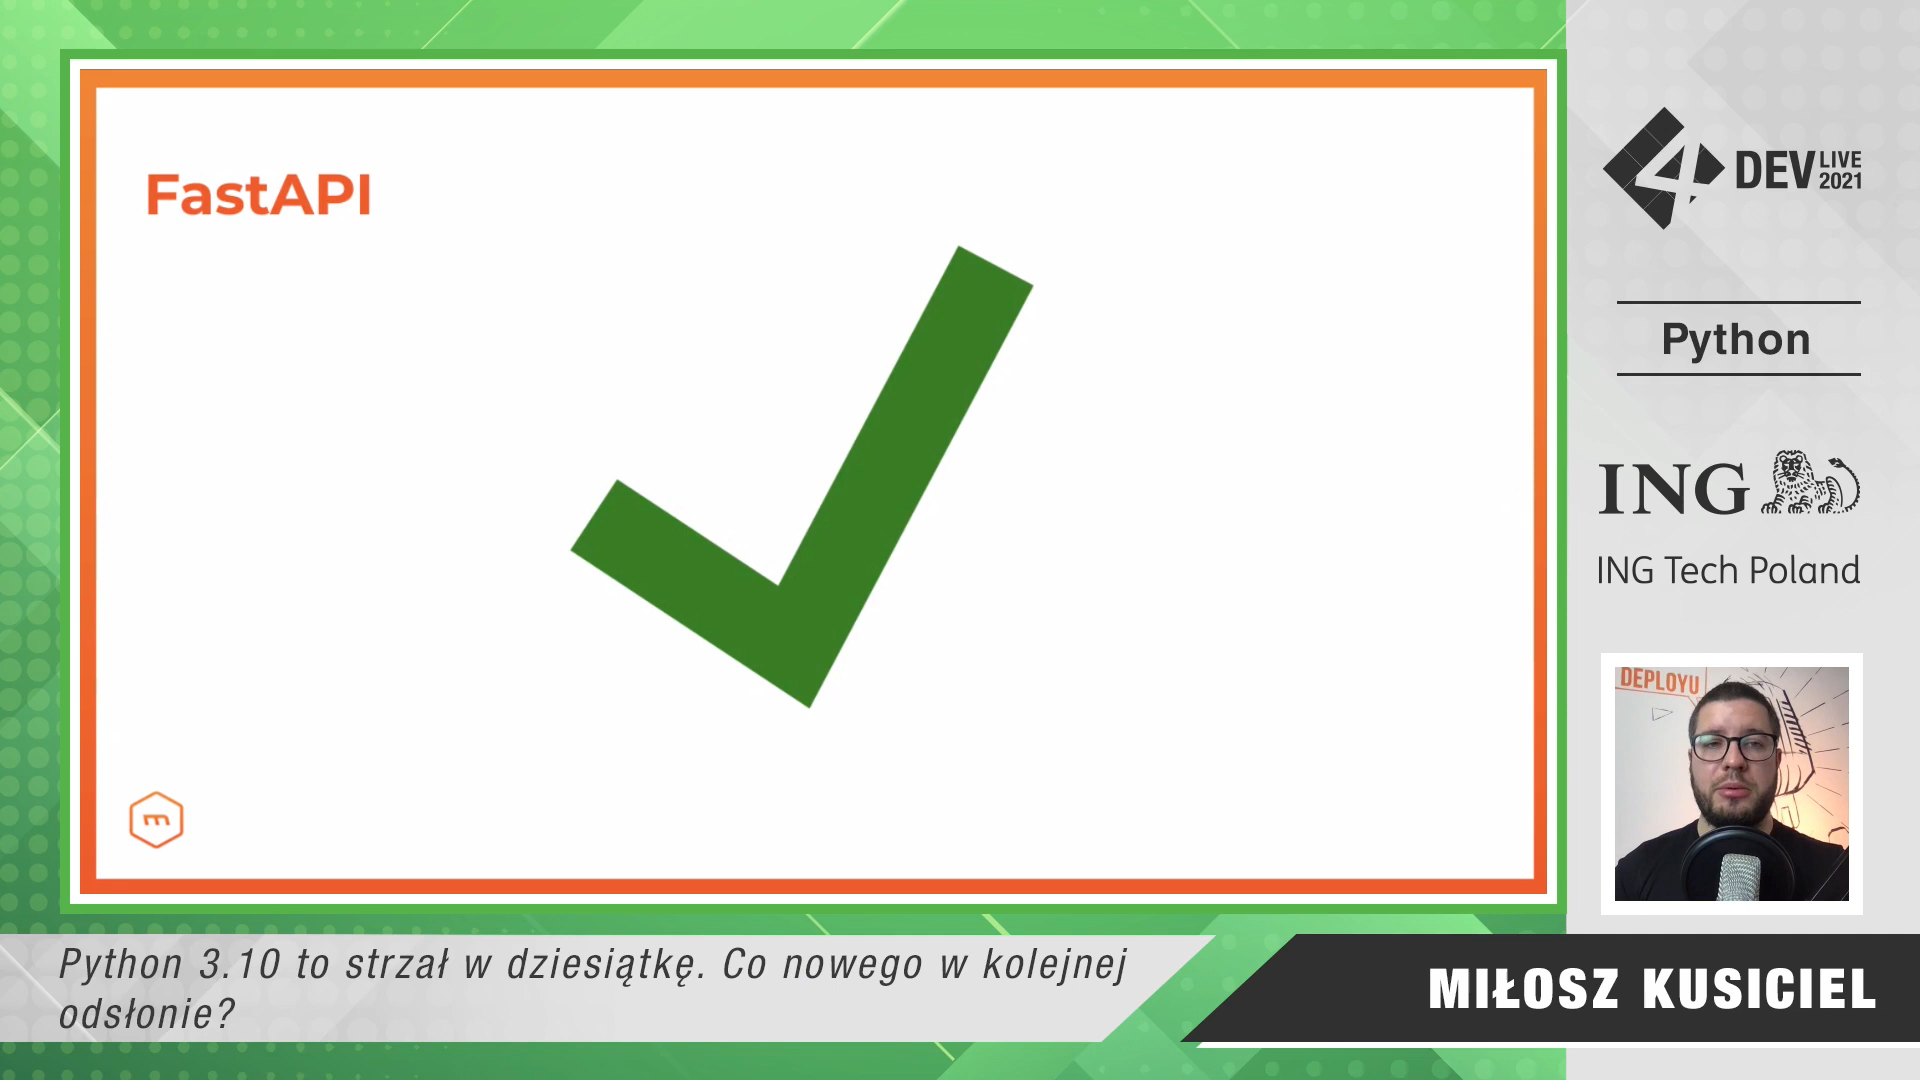 FastAPI
4
DEV LIVE 2021
Python
ING
ING Tech Poland
DEPLOYU
Python 3.10 to strzał w dziesiątkę. Co nowego w kolejnej
odsłonie?
MIŁOSZ KUSICIEL